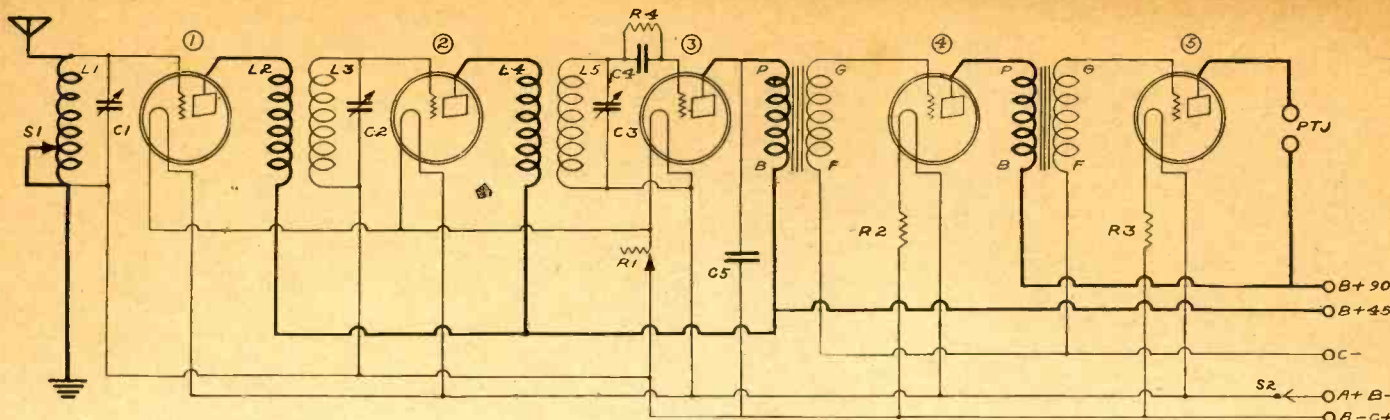 R4
① ② ③ ④ ⑤
L1 L2 L3 L4 L5 C4 P G P G
S1 C1 C2 C3 PTJ
B F B F
R2 R3
R1 C5
B+90
B+45
C-
S2 A+B-
A-C+